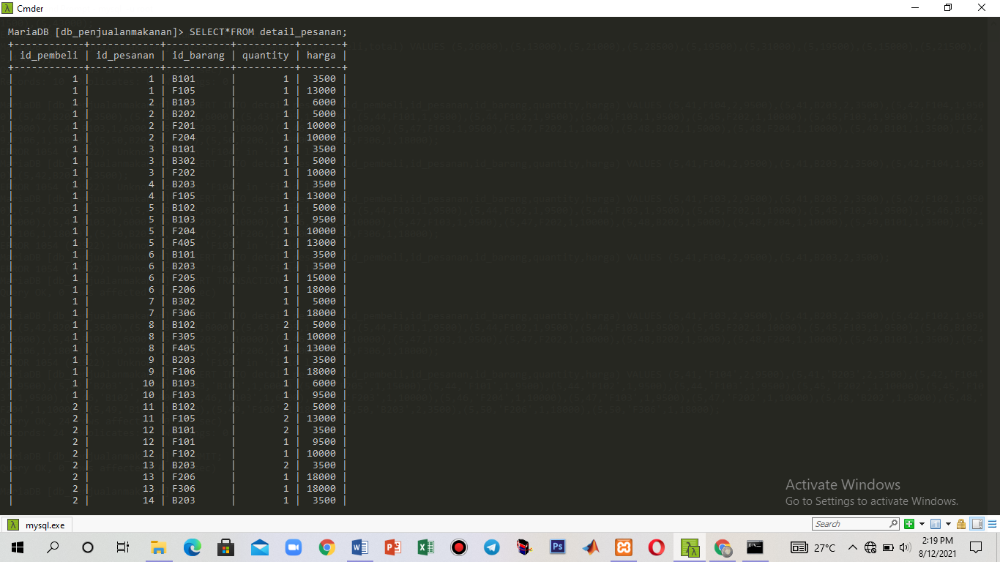 Cmder
MariaDB [db_penjualanmakanan]> SELECT*FROM detail_pesanan;
+------------+------------+-----------+----------+-------+
| id_pembeli | id_pesanan | id_barang | quantity | harga |
+------------+------------+-----------+----------+-------+
| 1 | 1 | B101 | 1 | 3500 |
| 1 | 1 | F105 | 1 | 13000 |
| 1 | 2 | B103 | 1 | 6000 |
| 1 | 2 | B202 | 1 | 5000 |
| 1 | 2 | F201 | 1 | 10000 |
| 1 | 2 | F204 | 1 | 10000 |
| 1 | 3 | B101 | 1 | 3500 |
| 1 | 3 | B302 | 1 | 5000 |
| 1 | 3 | F202 | 1 | 10000 |
| 1 | 4 | B203 | 1 | 3500 |
| 1 | 4 | F105 | 1 | 13000 |
| 1 | 5 | B102 | 1 | 5000 |
| 1 | 5 | B103 | 1 | 9500 |
| 1 | 5 | F204 | 1 | 10000 |
| 1 | 5 | F405 | 1 | 13000 |
| 1 | 6 | B101 | 1 | 3500 |
| 1 | 6 | B203 | 1 | 3500 |
| 1 | 6 | F205 | 1 | 15000 |
| 1 | 6 | F206 | 1 | 18000 |
| 1 | 7 | B302 | 1 | 5000 |
| 1 | 7 | F306 | 1 | 18000 |
| 1 | 8 | B102 | 2 | 5000 |
| 1 | 8 | F305 | 1 | 10000 |
| 1 | 8 | F405 | 1 | 13000 |
| 1 | 9 | B203 | 1 | 3500 |
| 1 | 9 | F106 | 1 | 18000 |
| 1 | 10 | B103 | 1 | 6000 |
| 1 | 10 | F103 | 1 | 9500 |
| 2 | 11 | B102 | 2 | 5000 |
| 2 | 11 | F105 | 2 | 13000 |
| 2 | 12 | B101 | 2 | 3500 |
| 2 | 12 | F101 | 1 | 9500 |
| 2 | 12 | F102 | 1 | 10000 |
| 2 | 13 | B203 | 2 | 3500 |
| 2 | 13 | F206 | 1 | 18000 |
| 2 | 13 | F306 | 1 | 18000 |
| 2 | 14 | B203 | 1 | 3500 |
Activate Windows
Go to Settings to activate Windows.
mysql.exe
Search
27°C
2:19 PM
8/12/2021